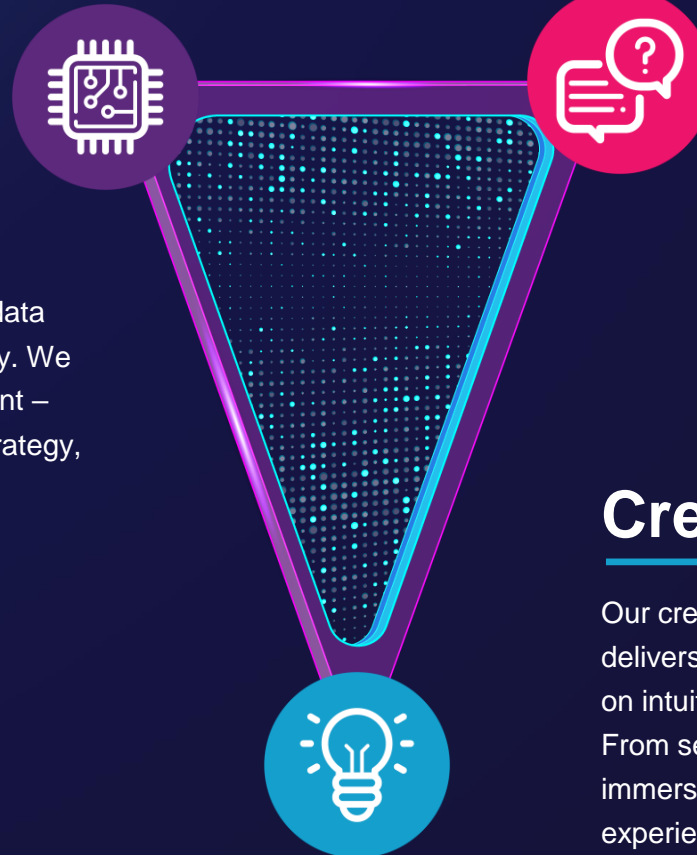 lata
y. We
nt –
rategy,
Cre
Our cre
delivers
on intui
From se
immers
experie
?